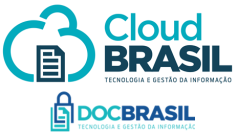 Cloud
BRASIL
TECNOLOGIA E GESTÃO DA INFORMAÇÃO
DOCBRASIL
TECNOLOGIA E GESTÃO DA INFORMAÇÃO